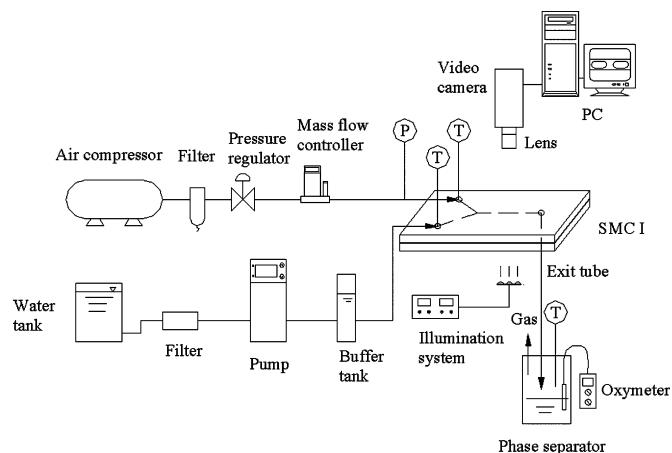 Video
camera
PC
Lens
Air compressor
Filter
Pressure
regulator
Mass flow
controller
P
T
T
SMC I
Exit tube
Water
tank
Filter
Pump
Buffer
tank
Illumination
system
Gas
T
Oxymeter
Phase separator